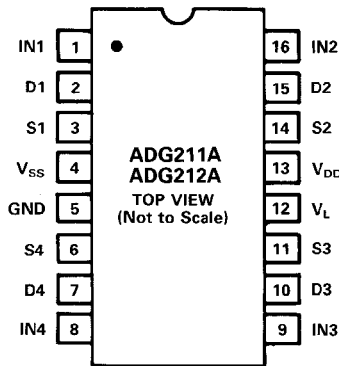 IN1 1 16 IN2
D1 2 15 D2
S1 3 14 S2
VSS 4 13 VDD
GND 5 12 VL
S4 6 11 S3
D4 7 10 D3
IN4 8 9 IN3
ADG211A
ADG212A
TOP VIEW
(Not to Scale)